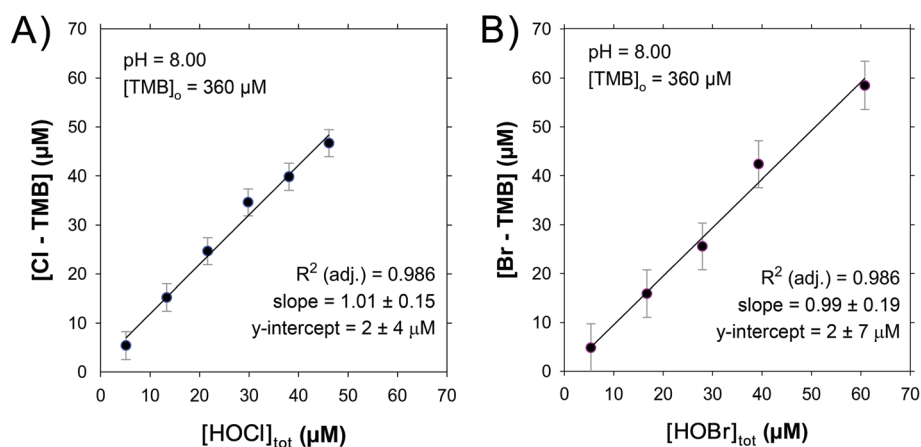 A)
pH = 8.00
[TMB]o = 360 µM
R2 (adj.) = 0.986
slope = 1.01 ± 0.15
y-intercept = 2 ± 4 µM
[Cl - TMB] (µM)
70
60
50
40
30
20
10
0
0 10 20 30 40 50 60 70
[HOCl]tot (µM)
B)
pH = 8.00
[TMB]o = 360 µM
R2 (adj.) = 0.986
slope = 0.99 ± 0.19
y-intercept = 2 ± 7 µM
[Br - TMB] (µM)
70
60
50
40
30
20
10
0
0 10 20 30 40 50 60 70
[HOBr]tot (µM)